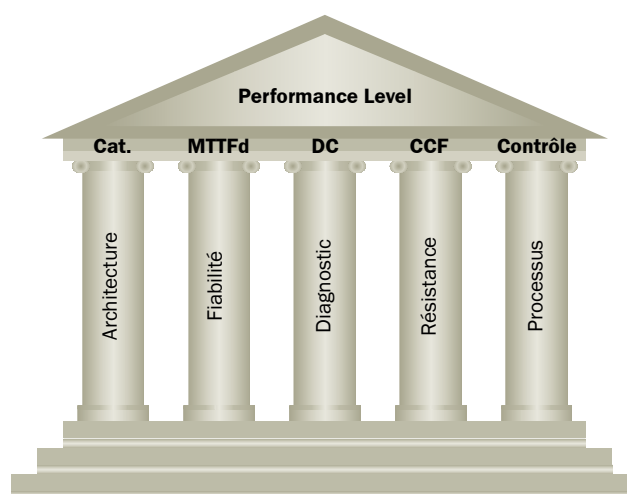 Performance Level
Cat. MTTFd DC CCF Contrôle
Architecture
Fiabilité
Diagnostic
Résistance
Processus